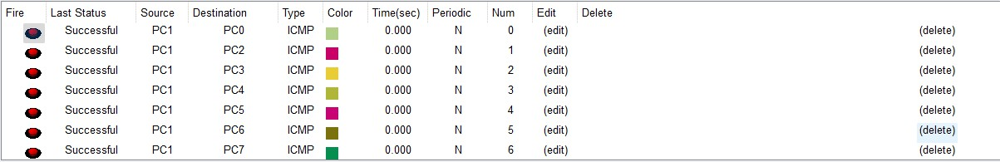 Fire Last Status Source Destination Type Color Time(sec) Periodic Num Edit Delete
Successful PC1 PC0 ICMP 0.000 N 0 (edit) (delete)
Successful PC1 PC2 ICMP 0.000 N 1 (edit) (delete)
Successful PC1 PC3 ICMP 0.000 N 2 (edit) (delete)
Successful PC1 PC4 ICMP 0.000 N 3 (edit) (delete)
Successful PC1 PC5 ICMP 0.000 N 4 (edit) (delete)
Successful PC1 PC6 ICMP 0.000 N 5 (edit) (delete)
Successful PC1 PC7 ICMP 0.000 N 6 (edit) (delete)